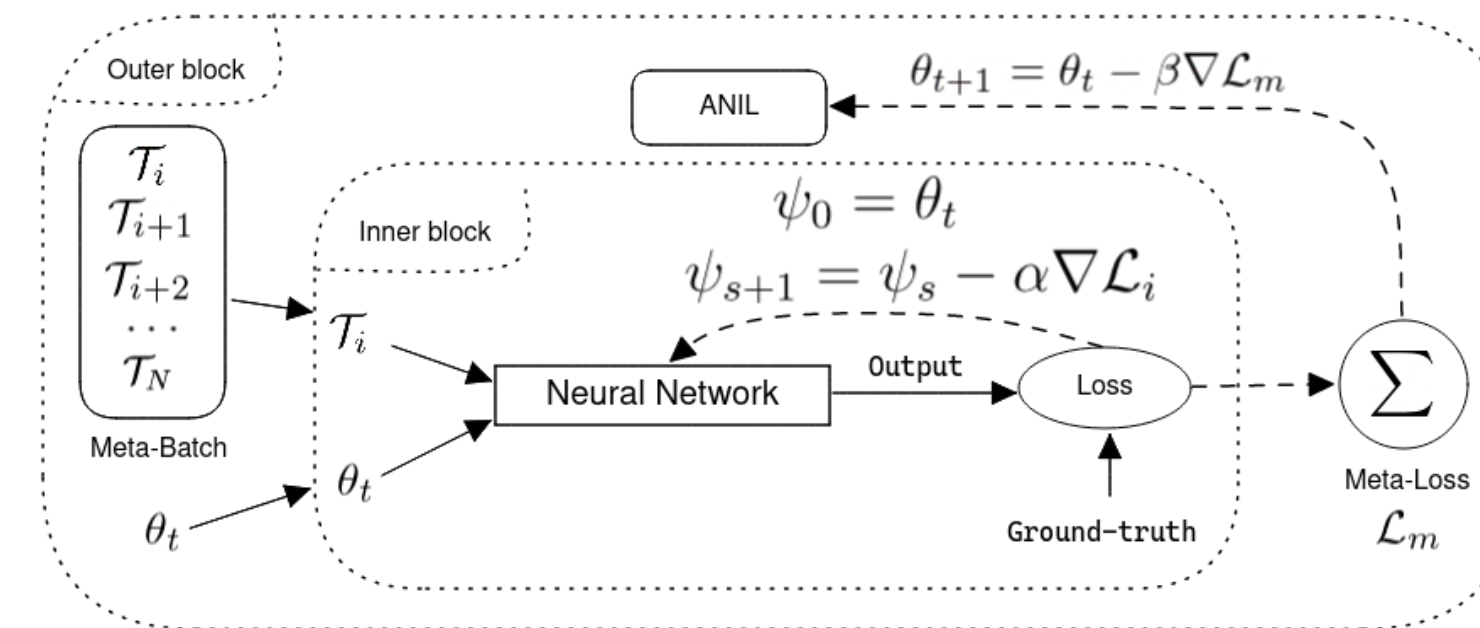 Outer block
ANIL
θ_{t+1} = θ_t − β∇ℒ_m
𝒯_i
𝒯_{i+1}
𝒯_{i+2}
...
𝒯_N
Meta-Batch
θ_t
Inner block
ψ_0 = θ_t
ψ_{s+1} = ψ_s − α∇ℒ_i
𝒯_i
θ_t
Neural Network
Output
Loss
Ground-truth
∑
Meta-Loss
ℒ_m